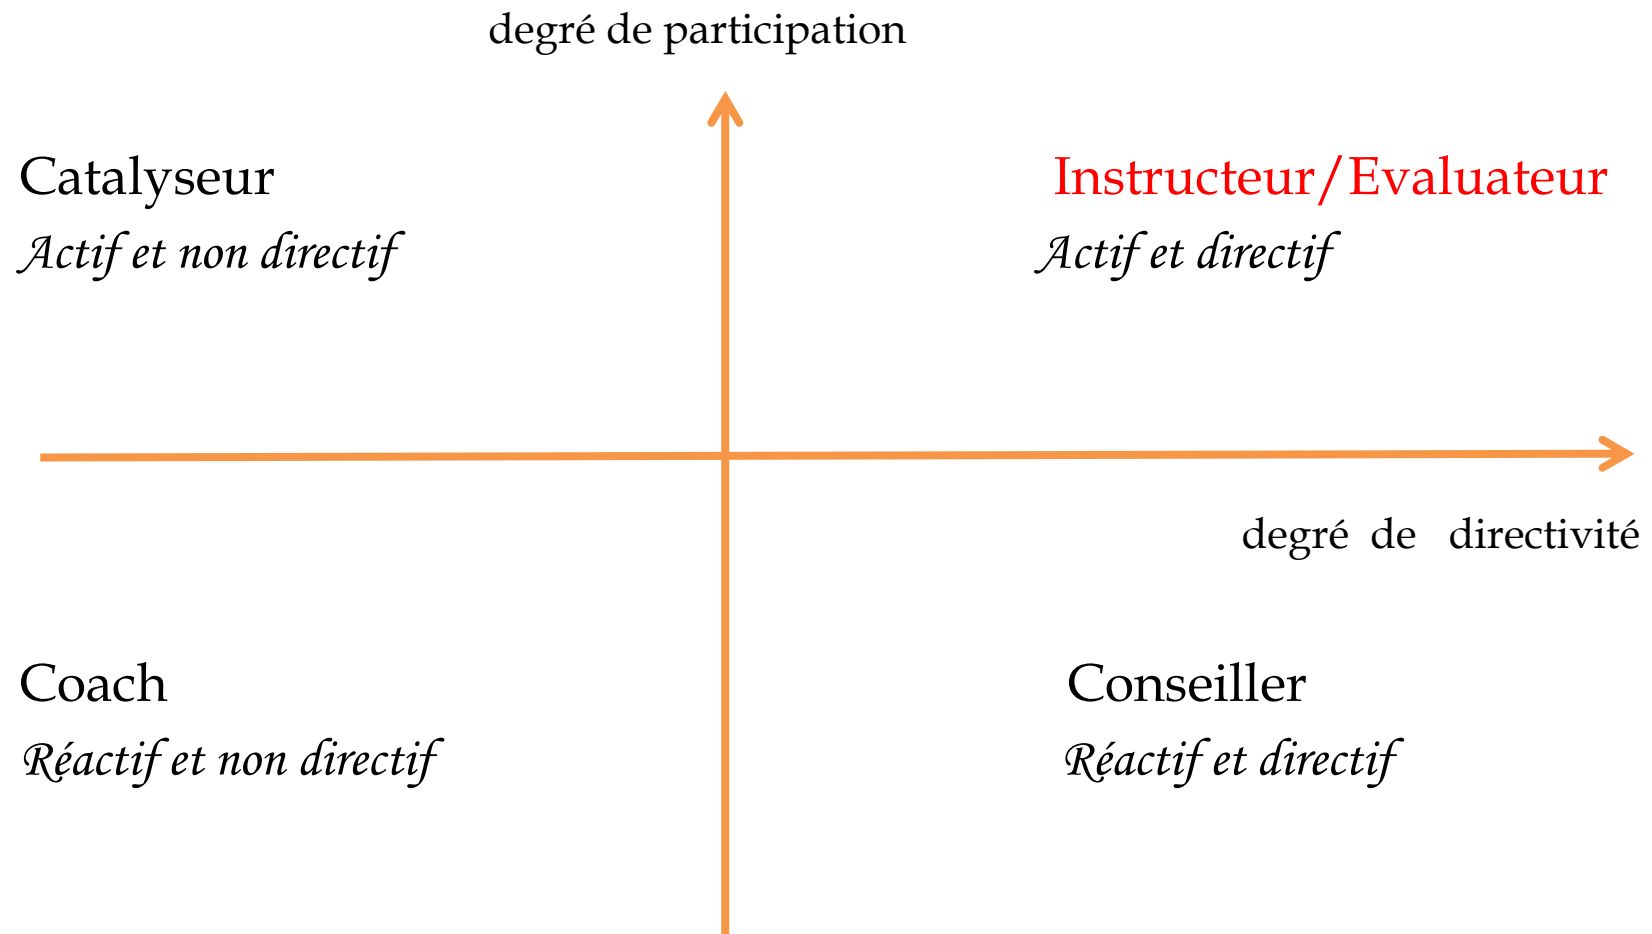 degré de participation
Catalyseur
Actif et non directif
Instructeur/Evaluateur
Actif et directif
degré de directivité
Coach
Réactif et non directif
Conseiller
Réactif et directif